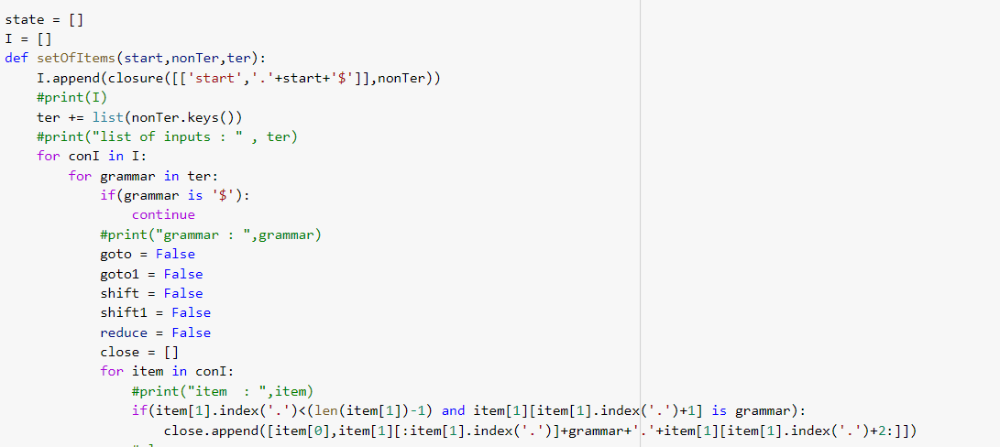 state = []
I = []
def setOfItems(start,nonTer,ter):
    I.append(closure([['start','.'+start+'$']],nonTer))
    #print(I)
    ter += list(nonTer.keys())
    #print("list of inputs : " , ter)
    for conI in I:
        for grammar in ter:
            if(grammar is '$'):
                continue
            #print("grammar : ",grammar)
            goto = False
            goto1 = False
            shift = False
            shift1 = False
            reduce = False
            close = []
            for item in conI:
                #print("item  : ",item)
                if(item[1].index('.')<(len(item[1])-1) and item[1][item[1].index('.')+1] is grammar):
                    close.append([item[0],item[1][:item[1].index('.')]+grammar+'.'+item[1][item[1].index('.')+2:]])